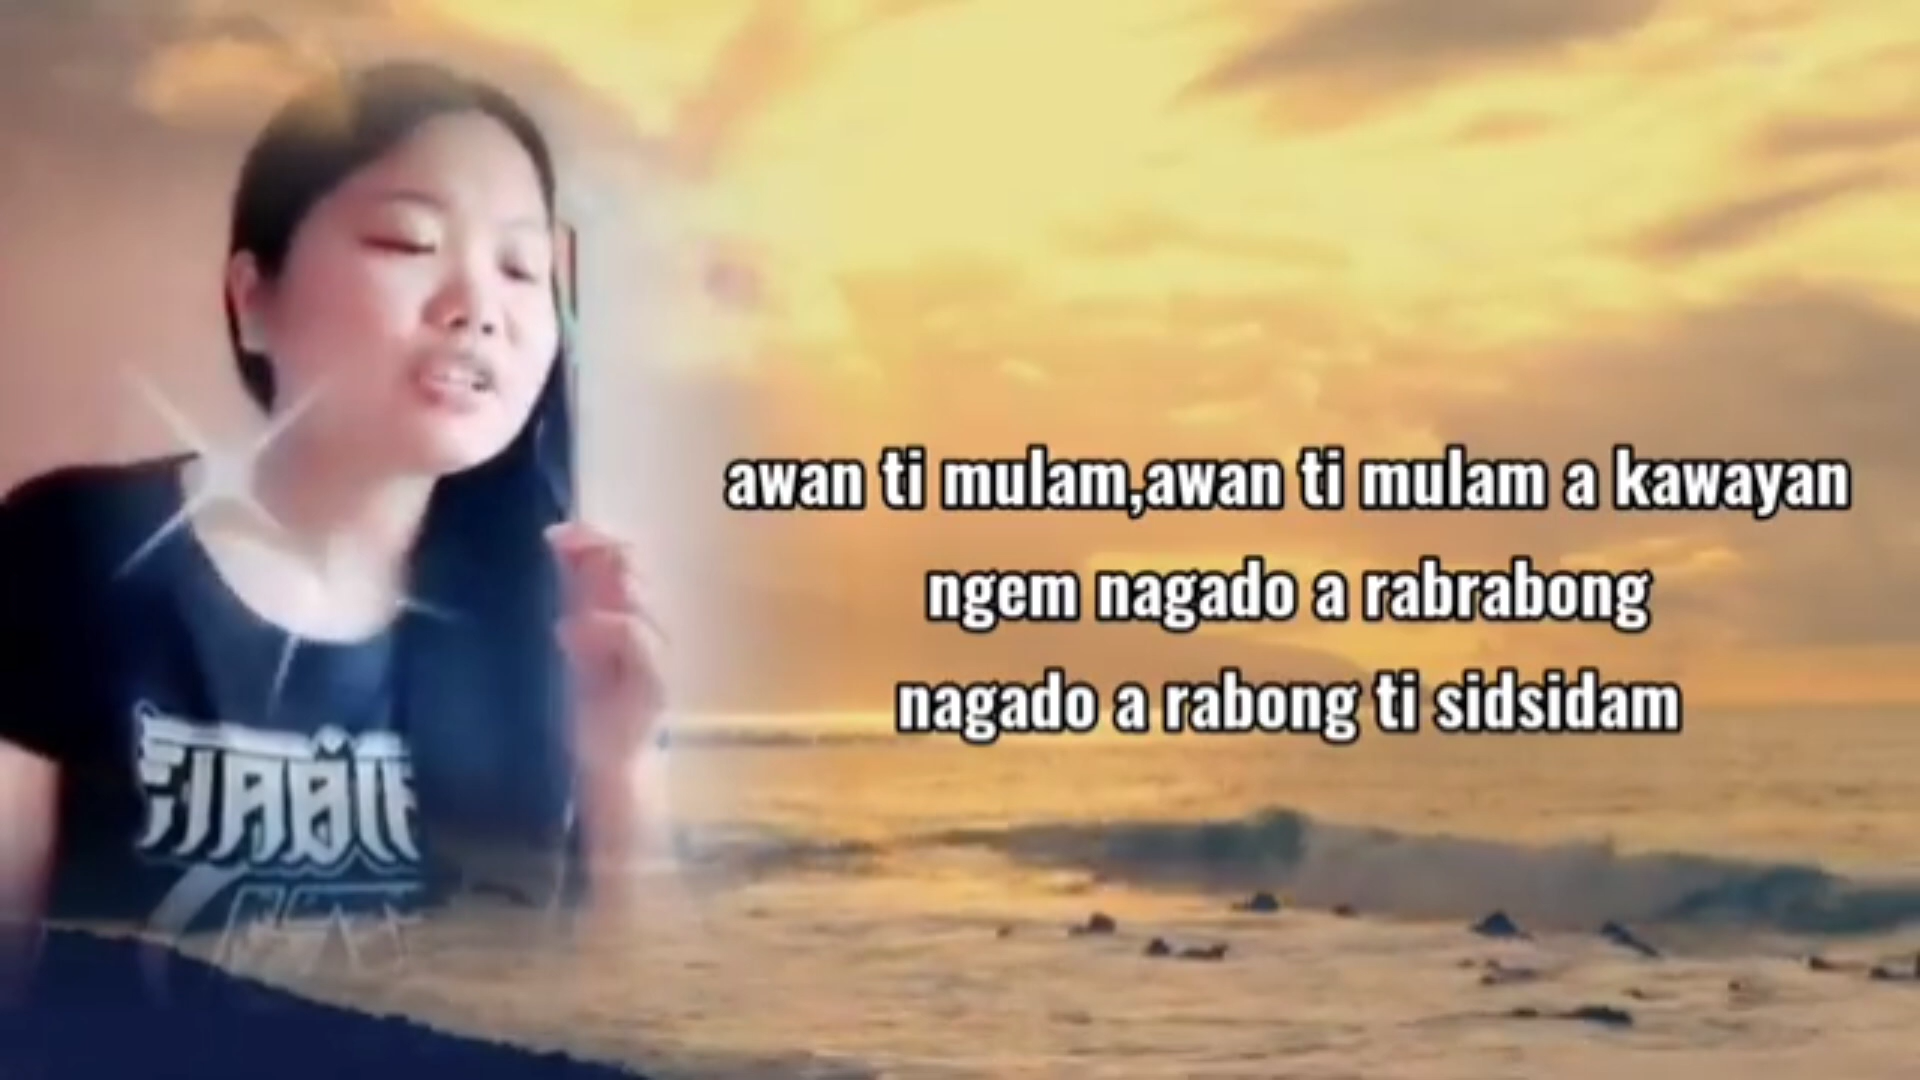 awan ti mulam,awan ti mulam a kawayan
ngem nagado a rabrabong
nagado a rabong ti sidsidam